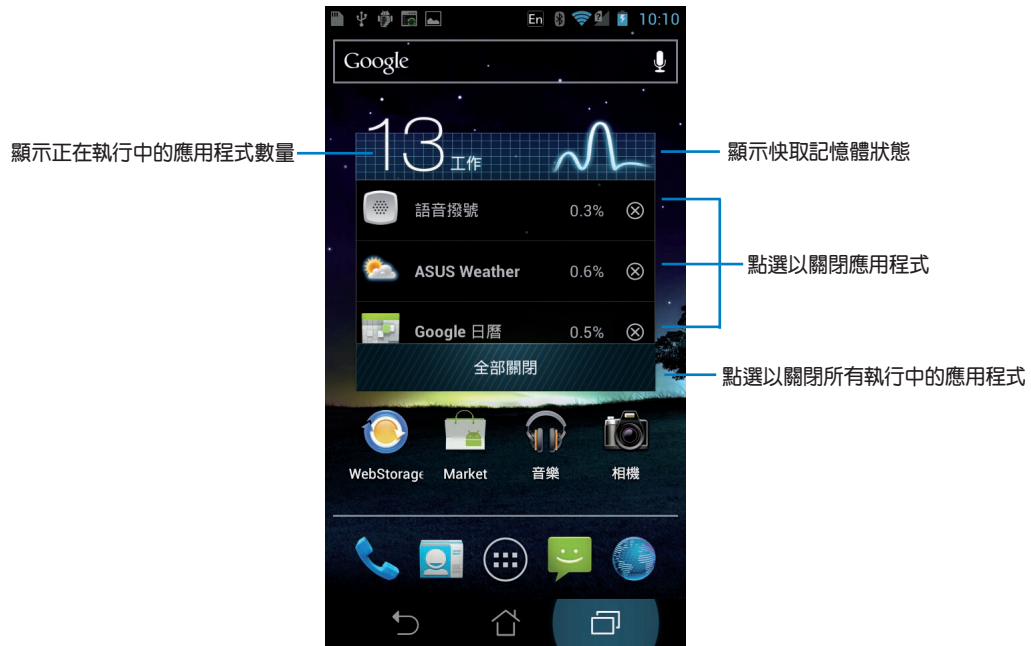 En 10:10
Google
顯示正在執行中的應用程式數量
13 工作
顯示快取記憶體狀態
語音撥號 0.3%
ASUS Weather 0.6%
點選以關閉應用程式
Google 日曆 0.5%
全部關閉
點選以關閉所有執行中的應用程式
WebStorage Market 音樂 相機